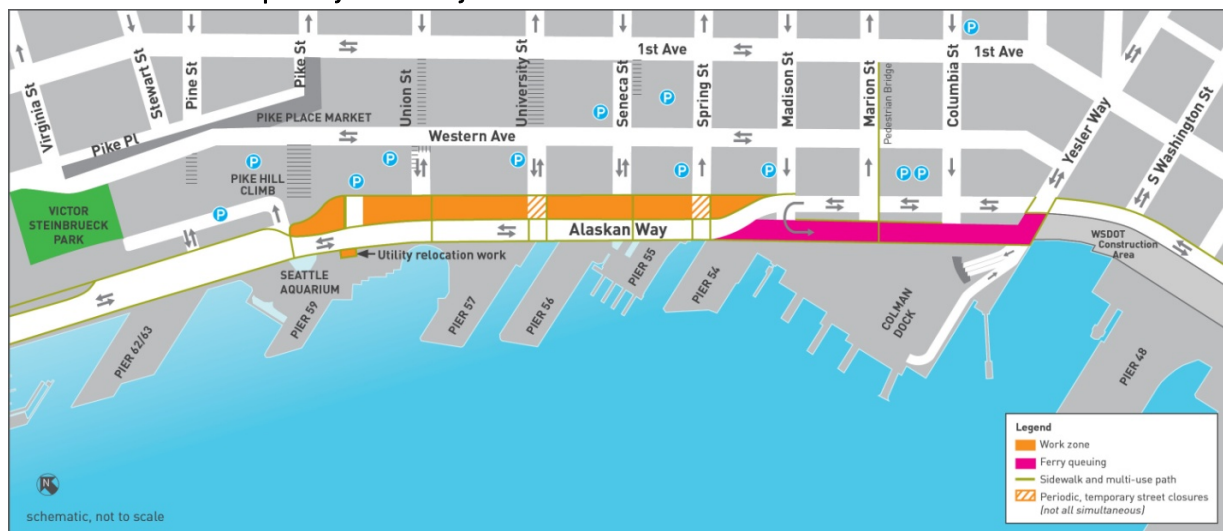 Virginia St
Stewart St
Pine St
Pike St
Union St
University St
Seneca St
Spring St
Madison St
Marion St
Columbia St
P
1st Ave
1st Ave
Pike Pl
PIKE PLACE MARKET
Western Ave
P
P
P
Pedestrian Bridge
Yesler Way
S Washington St
P
PIKE HILL
CLIMB
P
P
P
P
P
P
P
P
P
VICTOR
STEINBRUECK
PARK
Alaskan Way
Utility relocation work
WSDOT
Construction
Area
SEATTLE
AQUARIUM
PIER 62/63
PIER 59
PIER 57
PIER 56
PIER 55
PIER 54
COLMAN
DOCK
PIER 48
Legend
Work zone
Ferry queuing
Sidewalk and multi-use path
Periodic, temporary street closures
(not all simultaneous)
N
schematic, not to scale